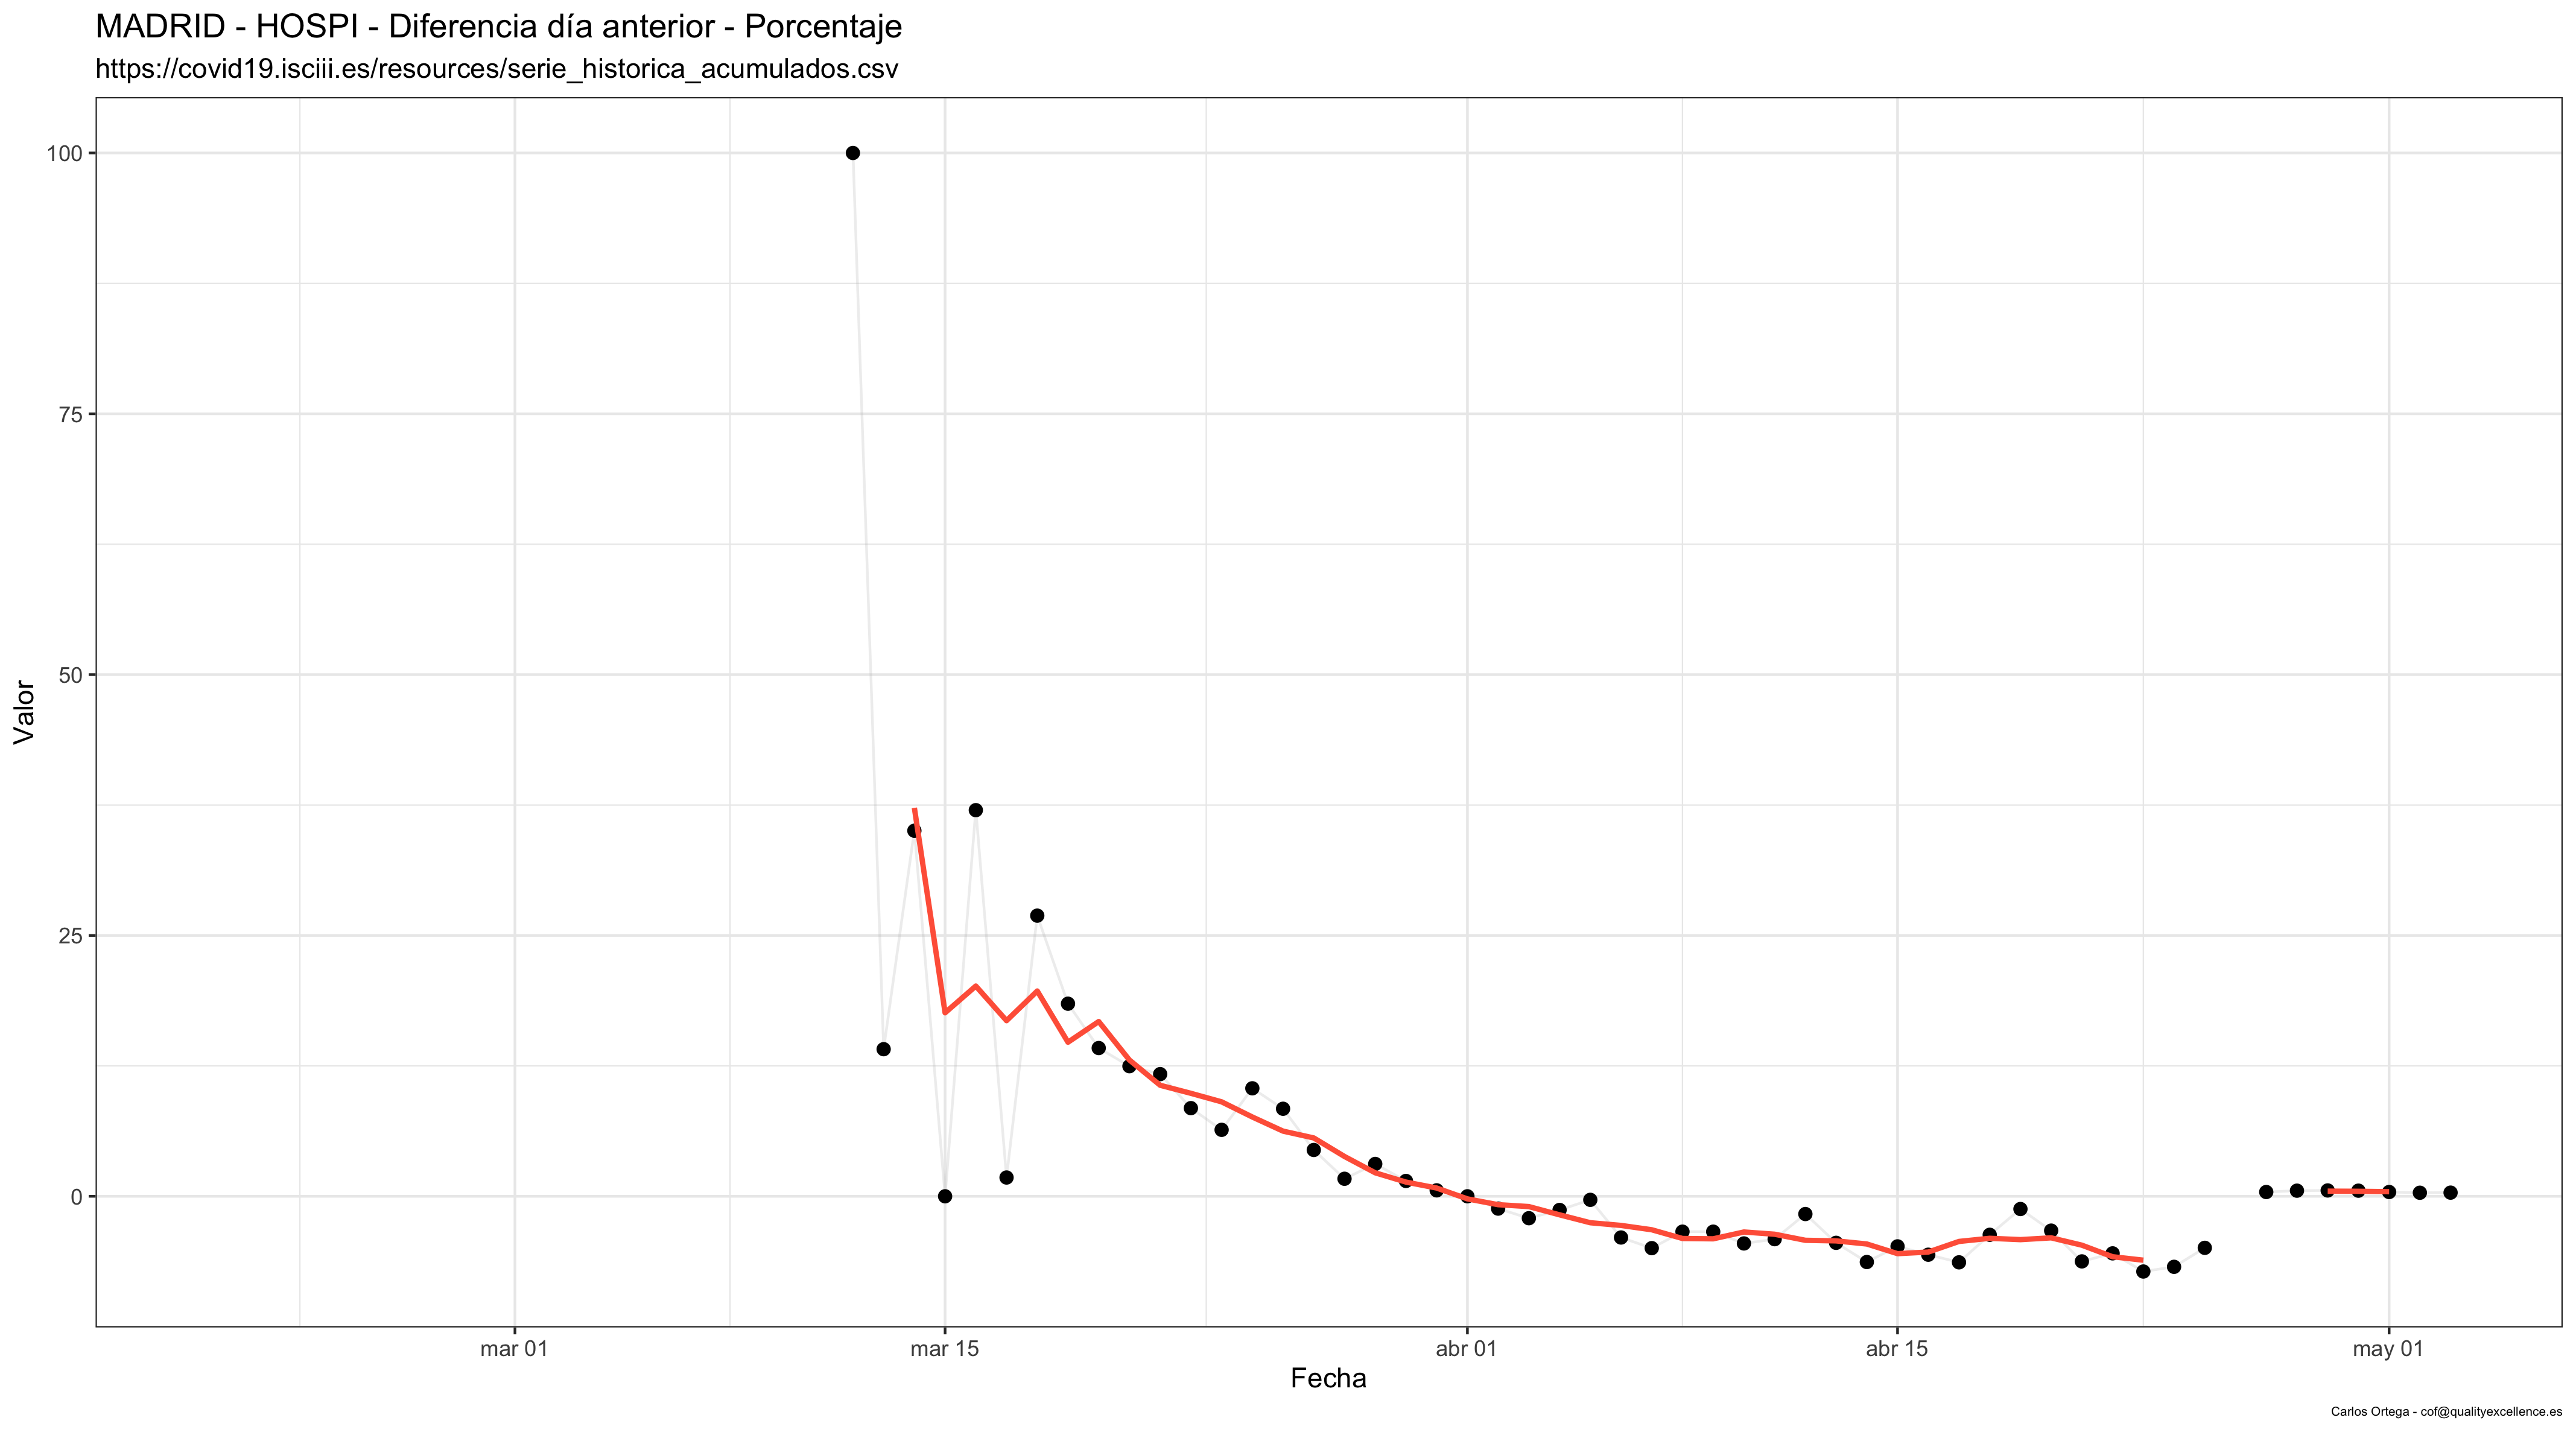 MADRID - HOSPI - Diferencia día anterior - Porcentaje
https://covid19.isciii.es/resources/serie_historica_acumulados.csv
100
75
50
25
0
Valor
mar 01
mar 15
abr 01
abr 15
may 01
Fecha
Carlos Ortega - cof@qualityexcellence.es